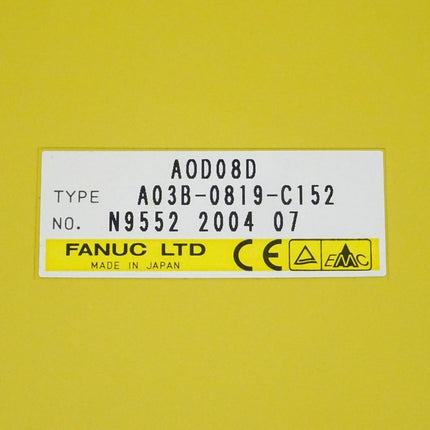 AOD08D
TYPE A03B-0819-C152
NO. N9552 2004 07
FANUC LTD CE EMC
MADE IN JAPAN